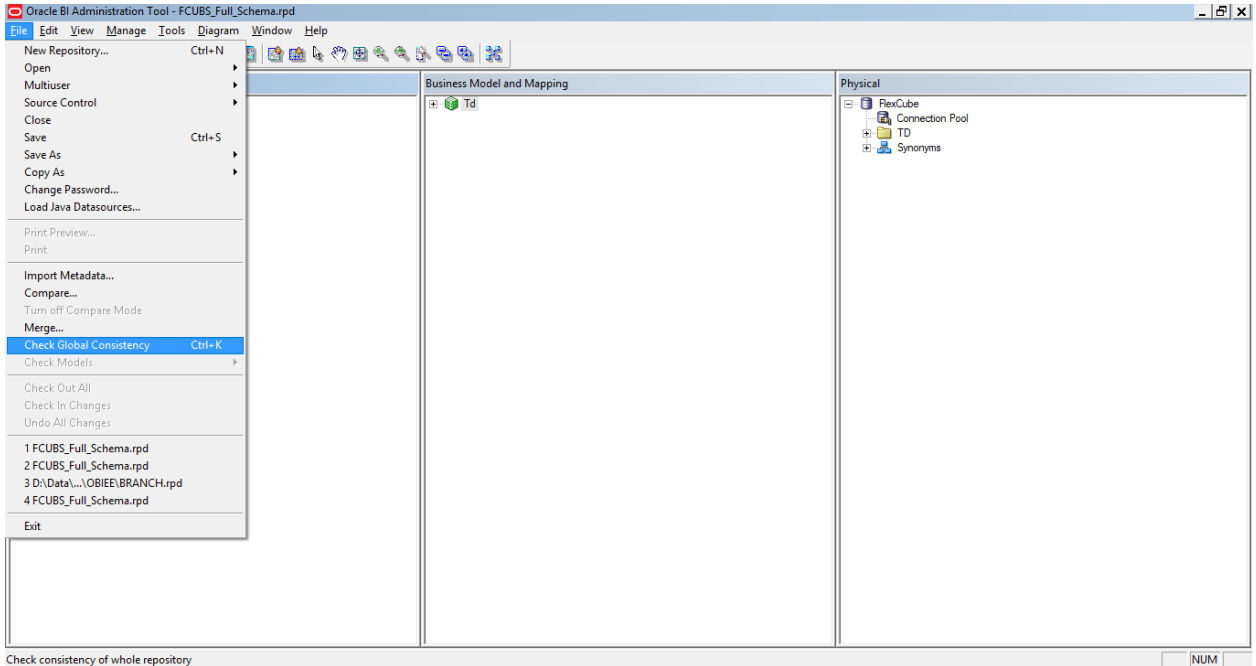 Oracle BI Administration Tool - FCUBS_Full_Schema.rpd
File Edit View Manage Tools Diagram Window Help
New Repository... Ctrl+N
Open
Multiuser
Source Control
Close
Save Ctrl+S
Save As
Copy As
Change Password...
Load Java Datasources...
Print Preview...
Print
Import Metadata...
Compare...
Turn off Compare Mode
Merge...
Check Global Consistency Ctrl+K
Check Models
Check Out All
Check In Changes
Undo All Changes
1 FCUBS_Full_Schema.rpd
2 FCUBS_Full_Schema.rpd
3 D:\Data\...\OBIEE\BRANCH.rpd
4 FCUBS_Full_Schema.rpd
Exit
Business Model and Mapping
Td
Physical
FlexCube
Connection Pool
TD
Synonyms
Check consistency of whole repository
NUM